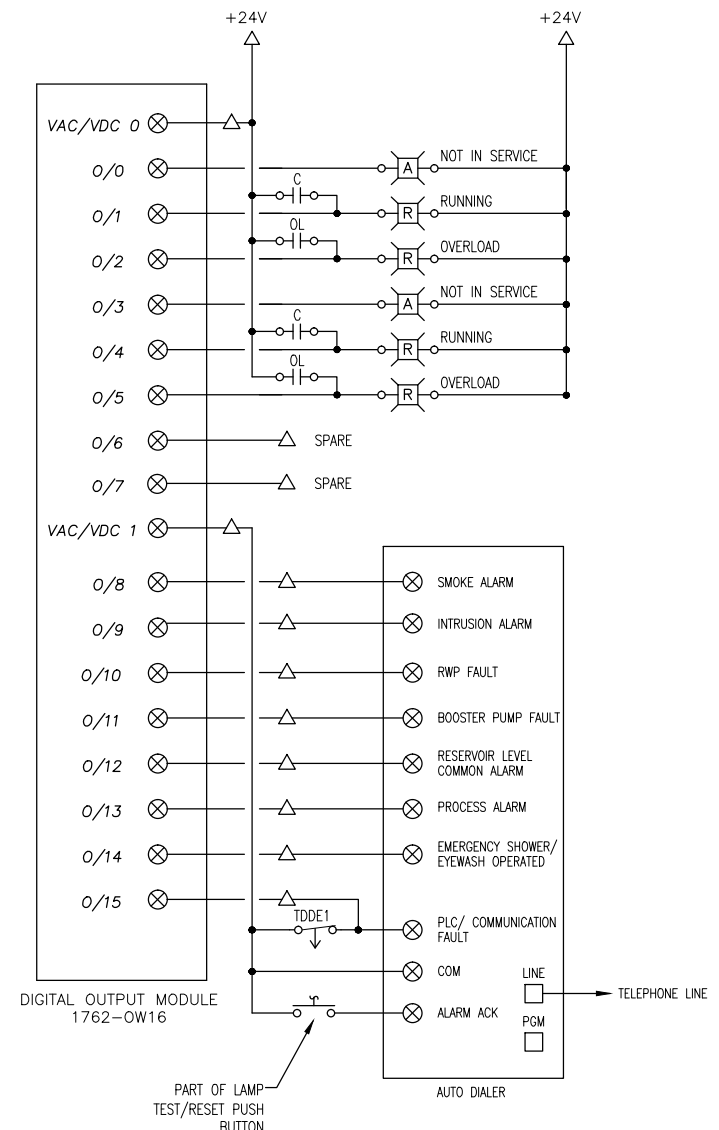 +24V +24V
VAC/VDC 0
O/0 A NOT IN SERVICE
C
O/1 R RUNNING
OL
O/2 R OVERLOAD
O/3 A NOT IN SERVICE
C
O/4 R RUNNING
OL
O/5 R OVERLOAD
O/6 SPARE
O/7 SPARE
VAC/VDC 1
O/8 SMOKE ALARM
O/9 INTRUSION ALARM
O/10 RWP FAULT
O/11 BOOSTER PUMP FAULT
O/12 RESERVOIR LEVEL
COMMON ALARM
O/13 PROCESS ALARM
O/14 EMERGENCY SHOWER/
EYEWASH OPERATED
O/15
TDDE1 PLC/ COMMUNICATION
FAULT
COM LINE
TELEPHONE LINE
ALARM ACK PGM
DIGITAL OUTPUT MODULE
1762-OW16
PART OF LAMP
TEST/RESET PUSH
BUTTON
AUTO DIALER